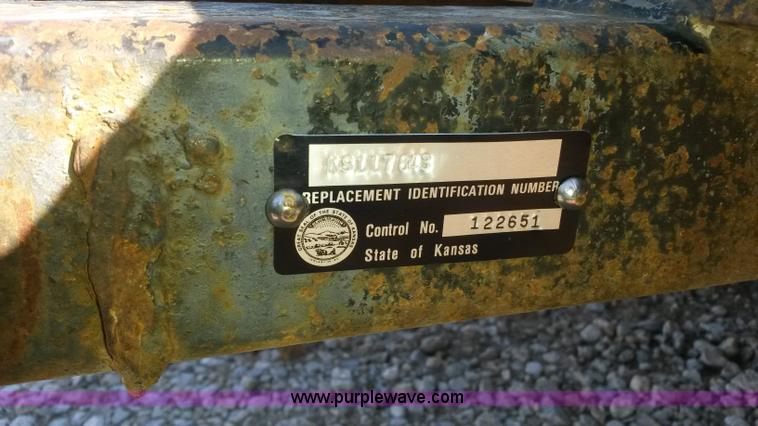 REPLACEMENT IDENTIFICATION NUMBER
Control No. 122651
State of Kansas
www.purplewave.com